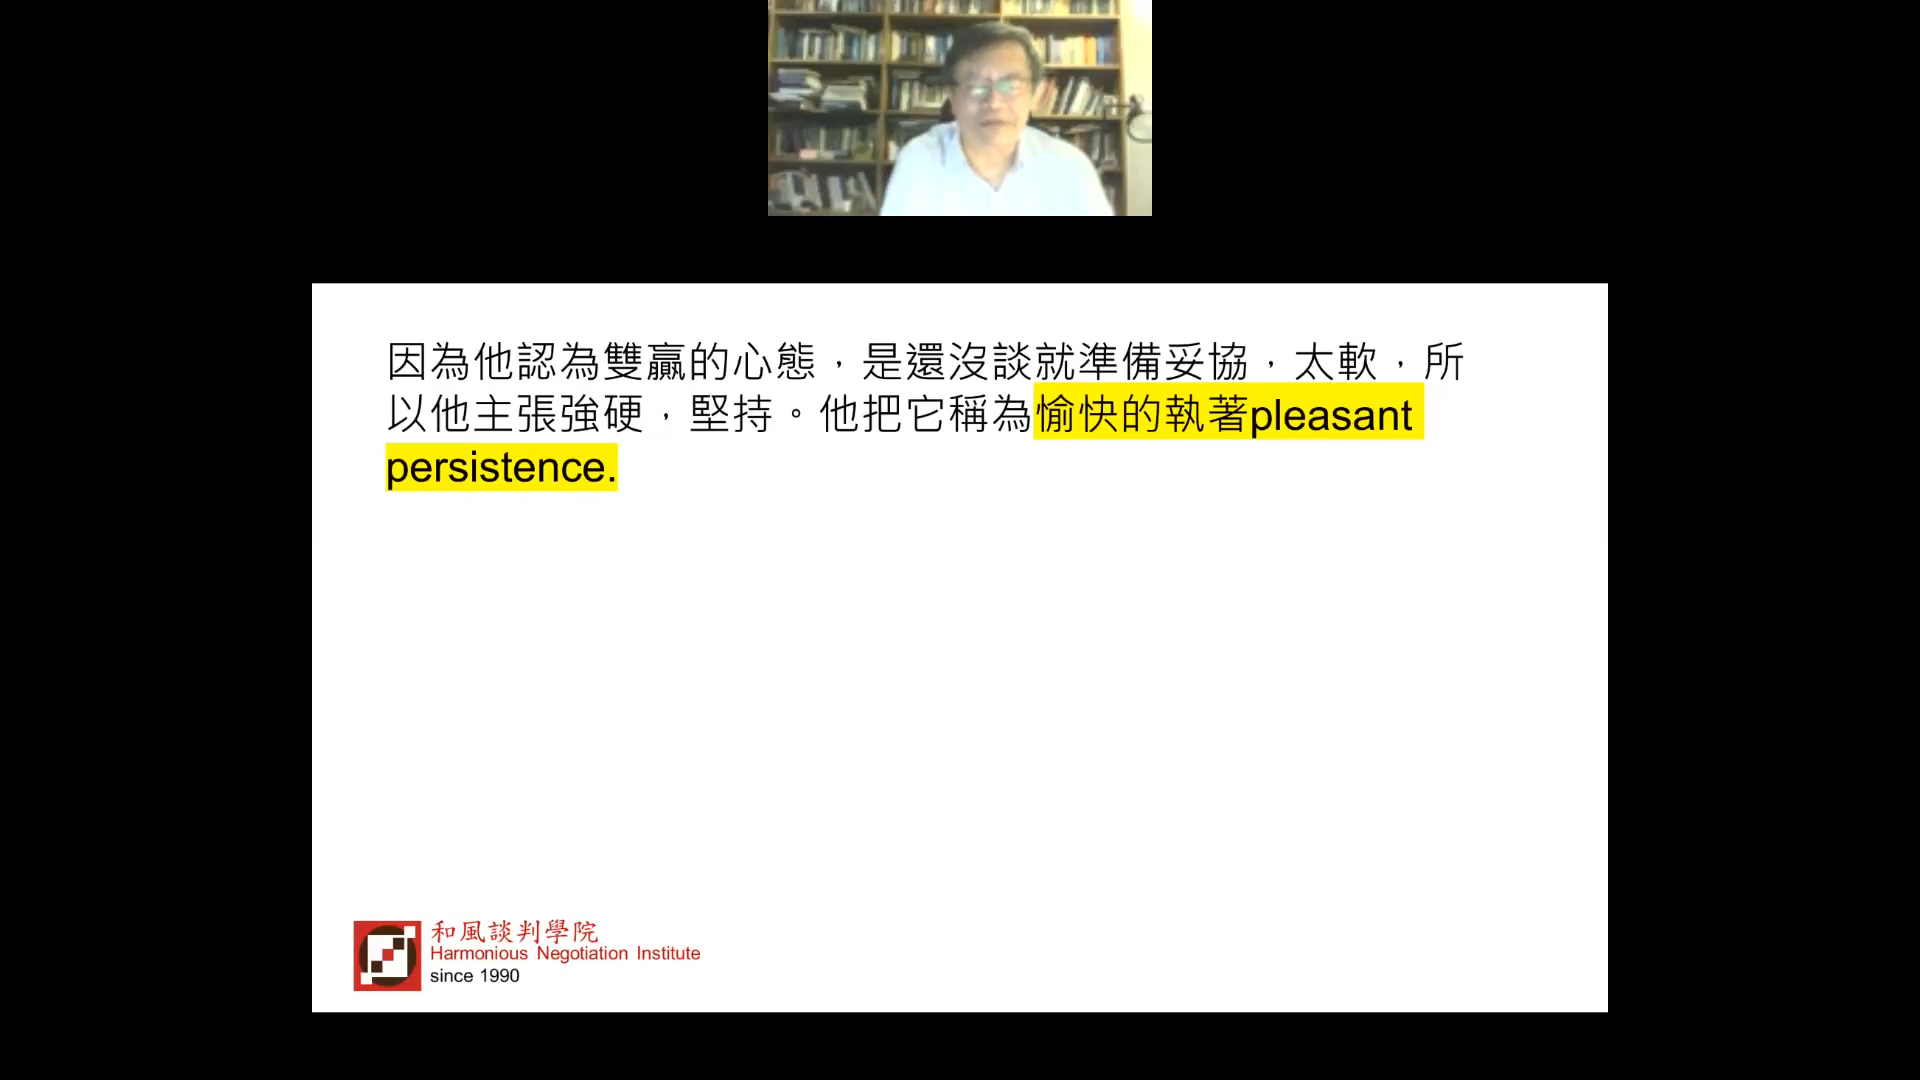 因為他認為雙贏的心態，是還沒談就準備妥協，太軟，所
以他主張強硬，堅持。他把它稱為愉快的執著pleasant
persistence.
和風談判學院
Harmonious Negotiation Institute
since 1990